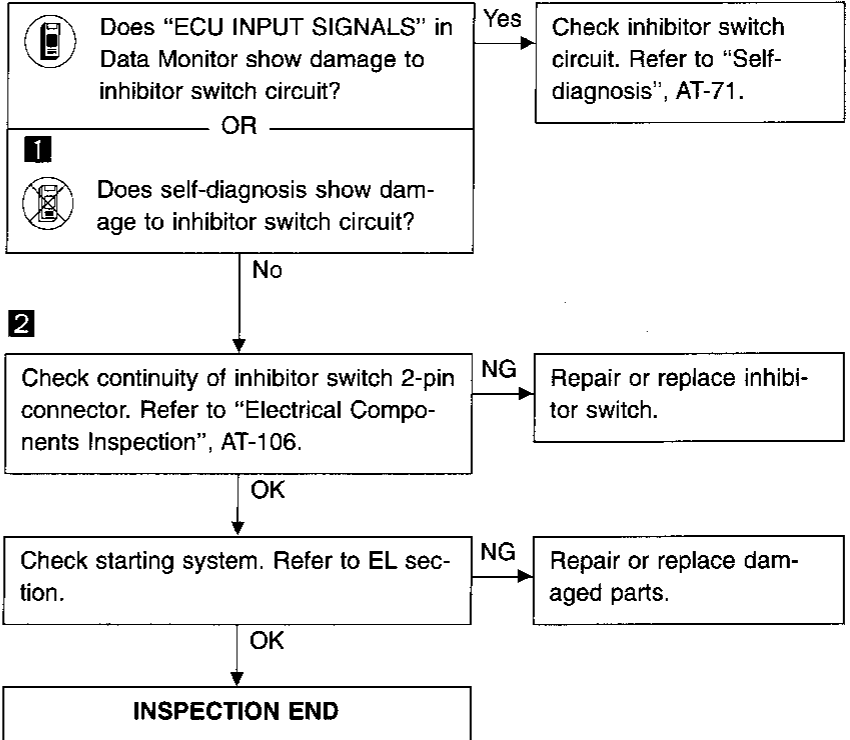 Does “ECU INPUT SIGNALS” in
Data Monitor show damage to
inhibitor switch circuit?
Yes
Check inhibitor switch
circuit. Refer to “Self-
diagnosis”, AT-71.
OR
1
Does self-diagnosis show dam-
age to inhibitor switch circuit?
No
2
Check continuity of inhibitor switch 2-pin
connector. Refer to “Electrical Compo-
nents Inspection”, AT-106.
NG
Repair or replace inhibi-
tor switch.
OK
Check starting system. Refer to EL sec-
tion.
NG
Repair or replace dam-
aged parts.
OK
INSPECTION END